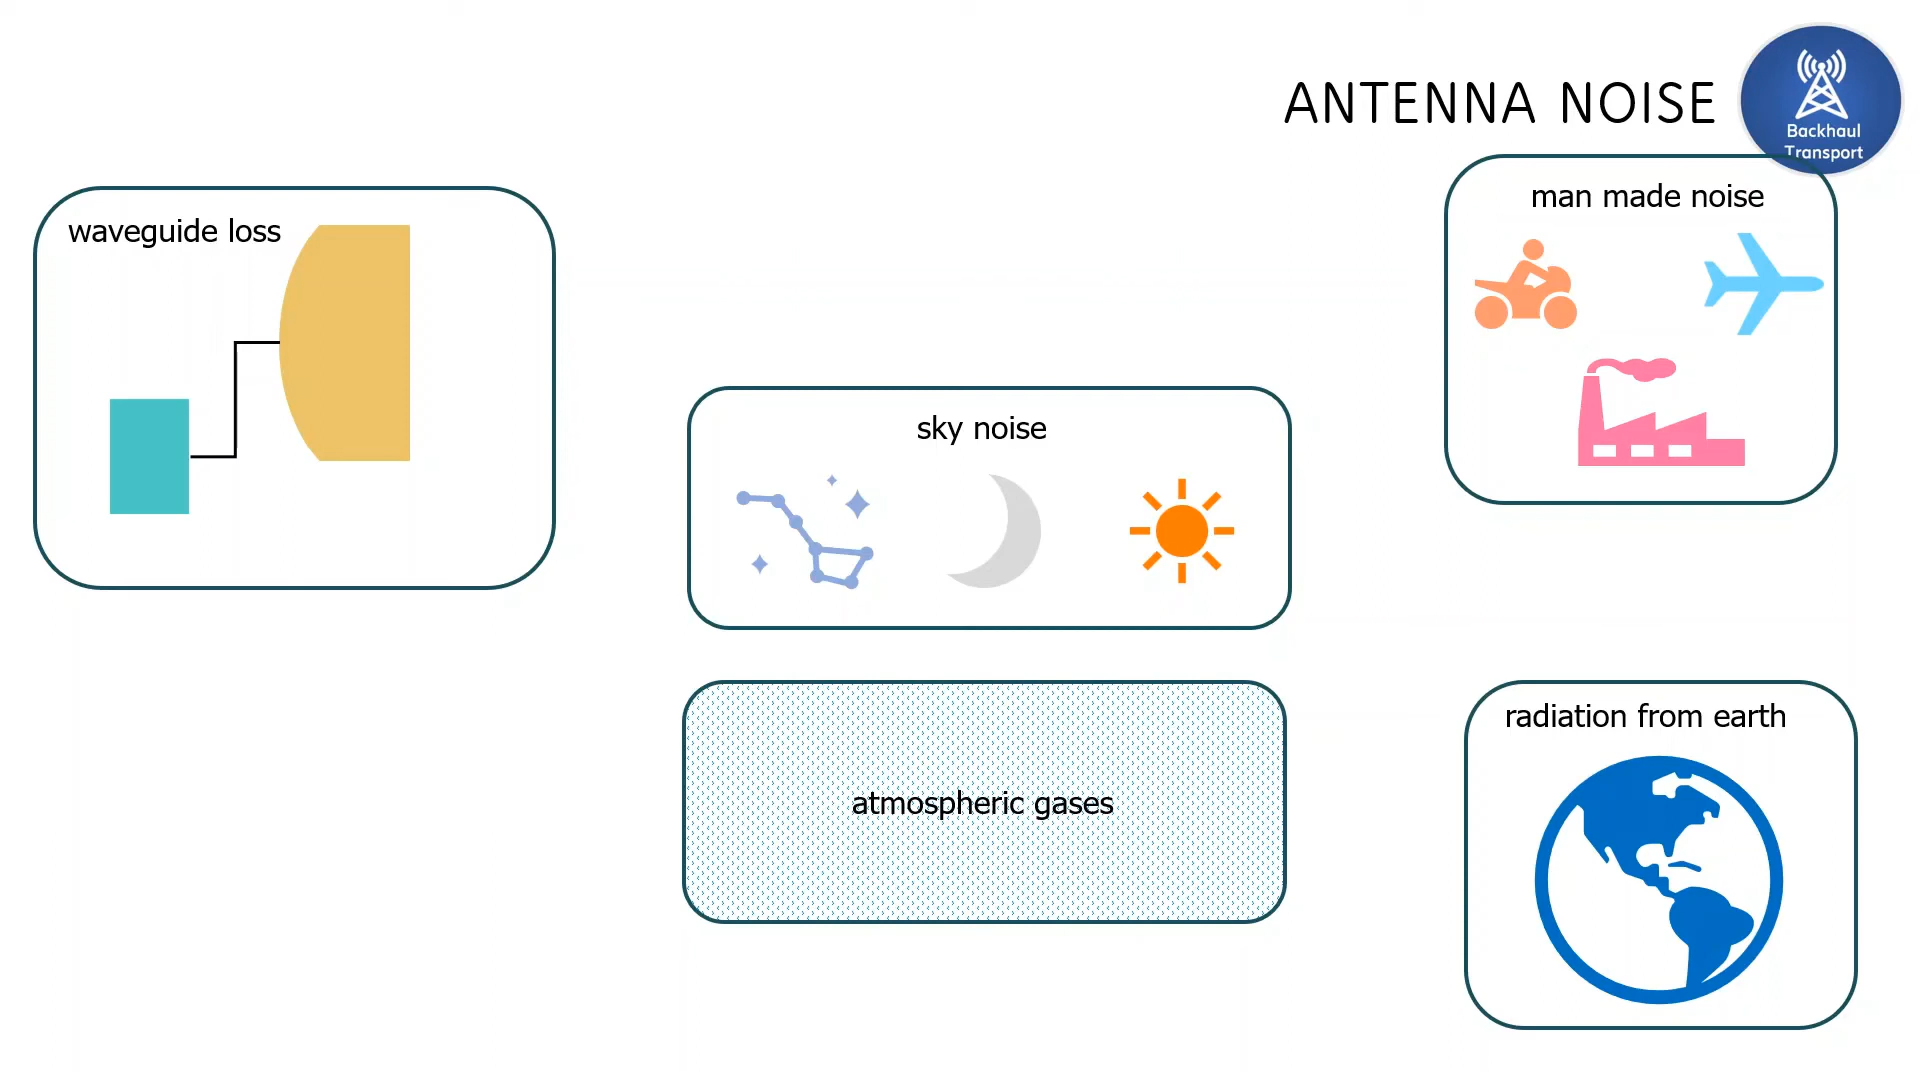 ANTENNA NOISE
Backhaul
Transport
waveguide loss
man made noise
sky noise
atmospheric gases
radiation from earth